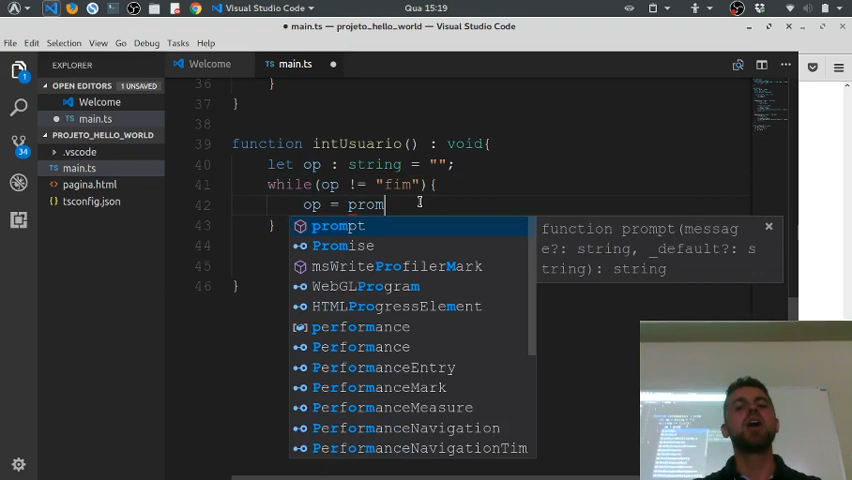 Visual Studio Code
Qua 15:19
main.ts - projeto_hello_world - Visual Studio Code
File Edit Selection View Go Debug Tasks Help
EXPLORER
OPEN EDITORS 1 UNSAVED
Welcome
main.ts
PROJETO_HELLO_WORLD
.vscode
main.ts
pagina.html
tsconfig.json
1
34
Welcome
main.ts
36 }
37 }
38
39 function intUsuario() : void{
40 let op : string = "";
41 while(op != "fim"){
42 op = prom
43 }
44
45
46 }
prompt
Promise
msWriteProfilerMark
WebGLProgram
HTMLProgressElement
performance
Performance
PerformanceEntry
PerformanceMark
PerformanceMeasure
PerformanceNavigation
PerformanceNavigationTim
function prompt(messag
e?: string, _default?: s
tring): string